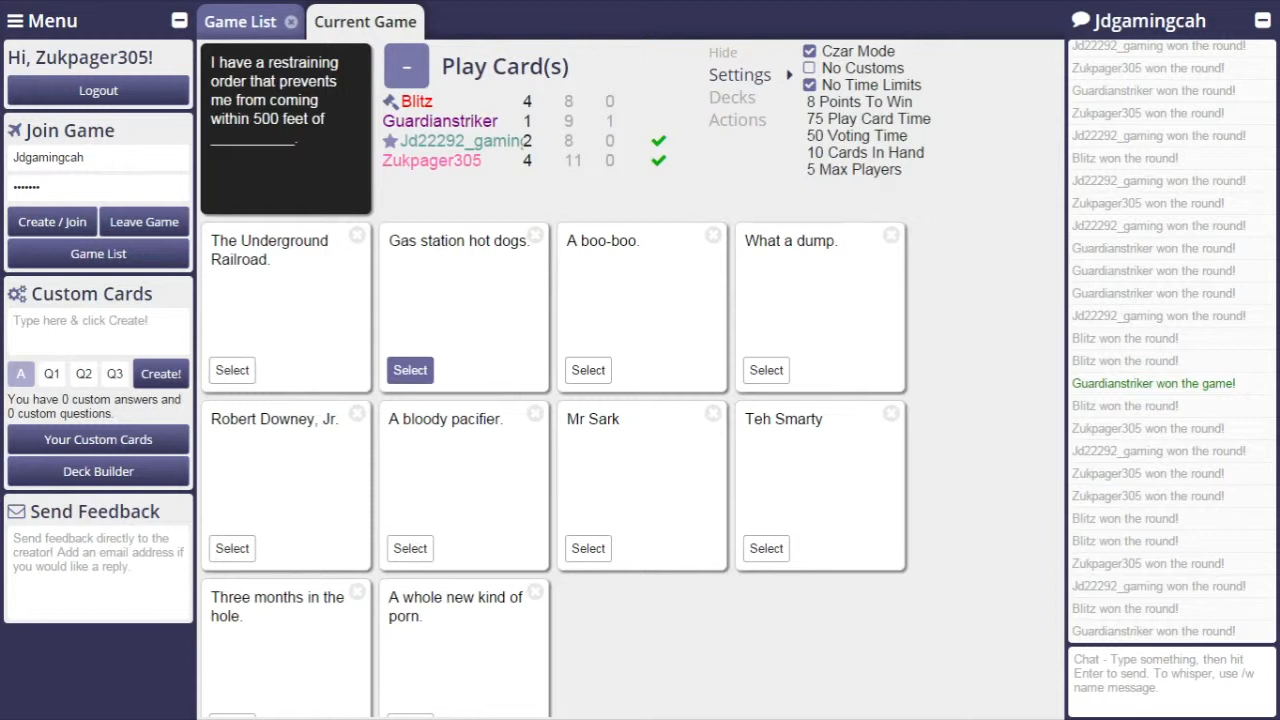 Menu
Hi, Zukpager305!
Logout
Join Game
Jdgamingcah
•••••••
Create / Join
Leave Game
Game List
Custom Cards
Type here & click Create!
A
Q1
Q2
Q3
Create!
You have 0 custom answers and
0 custom questions.
Your Custom Cards
Deck Builder
Send Feedback
Send feedback directly to the
creator! Add an email address if
you would like a reply.
Game List
Current Game
I have a restraining
order that prevents
me from coming
within 500 feet of
___________.
–
Play Card(s)
Blitz 4 8 0
Guardianstriker 1 9 1
Jd22292_gaming 2 8 0
Zukpager305 4 11 0
Hide
Settings
Decks
Actions
Czar Mode
No Customs
No Time Limits
8 Points To Win
75 Play Card Time
50 Voting Time
10 Cards In Hand
5 Max Players
The Underground
Railroad.
Select
Gas station hot dogs.
Select
A boo-boo.
Select
What a dump.
Select
Robert Downey, Jr.
Select
A bloody pacifier.
Select
Mr Sark
Select
Teh Smarty
Select
Three months in the
hole.
A whole new kind of
porn.
Jdgamingcah
Jd22292_gaming won the round!
Zukpager305 won the round!
Guardianstriker won the round!
Zukpager305 won the round!
Jd22292_gaming won the round!
Blitz won the round!
Jd22292_gaming won the round!
Zukpager305 won the round!
Jd22292_gaming won the round!
Guardianstriker won the round!
Guardianstriker won the round!
Guardianstriker won the round!
Jd22292_gaming won the round!
Blitz won the round!
Blitz won the round!
Guardianstriker won the game!
Blitz won the round!
Zukpager305 won the round!
Jd22292_gaming won the round!
Zukpager305 won the round!
Zukpager305 won the round!
Blitz won the round!
Blitz won the round!
Zukpager305 won the round!
Jd22292_gaming won the round!
Blitz won the round!
Guardianstriker won the round!
Chat - Type something, then hit
Enter to send. To whisper, use /w
name message.